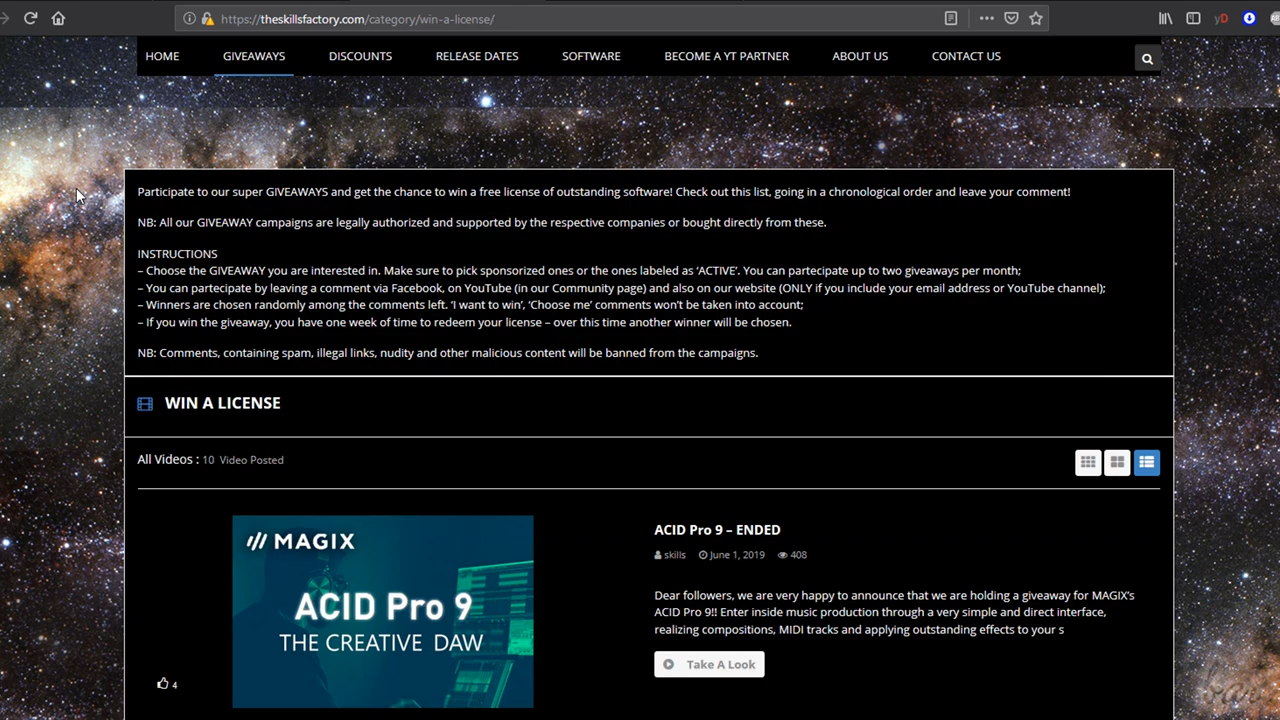 https://theskillsfactory.com/category/win-a-license/
HOME GIVEAWAYS DISCOUNTS RELEASE DATES SOFTWARE BECOME A YT PARTNER ABOUT US CONTACT US
Participate to our super GIVEAWAYS and get the chance to win a free license of outstanding software! Check out this list, going in a chronological order and leave your comment!
NB: All our GIVEAWAY campaigns are legally authorized and supported by the respective companies or bought directly from these.
INSTRUCTIONS
– Choose the GIVEAWAY you are interested in. Make sure to pick sponsorized ones or the ones labeled as ‘ACTIVE’. You can partecipate up to two giveaways per month;
– You can partecipate by leaving a comment via Facebook, on YouTube (in our Community page) and also on our website (ONLY if you include your email address or YouTube channel);
– Winners are chosen randomly among the comments left. ‘I want to win’, ‘Choose me’ comments won’t be taken into account;
– If you win the giveaway, you have one week of time to redeem your license – over this time another winner will be chosen.
NB: Comments, containing spam, illegal links, nudity and other malicious content will be banned from the campaigns.
WIN A LICENSE
All Videos : 10 Video Posted
MAGIX
ACID Pro 9
THE CREATIVE DAW
4
ACID Pro 9 – ENDED
skills June 1, 2019 408
Dear followers, we are very happy to announce that we are holding a giveaway for MAGIX’s
ACID Pro 9!! Enter inside music production through a very simple and direct interface,
realizing compositions, MIDI tracks and applying outstanding effects to your s
Take A Look